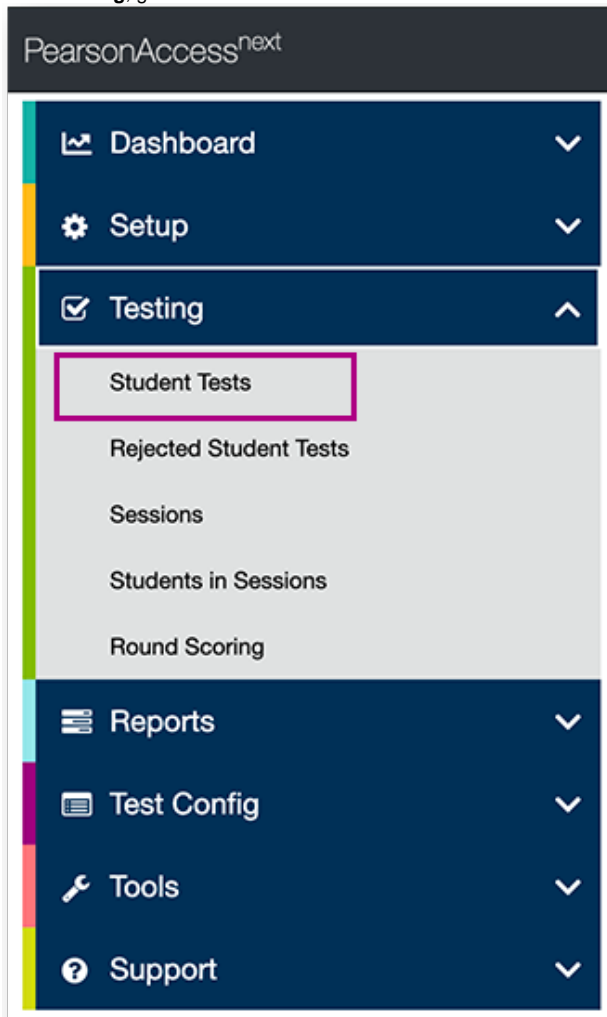 PearsonAccessnext
Dashboard
Setup
Testing
Student Tests
Rejected Student Tests
Sessions
Students in Sessions
Round Scoring
Reports
Test Config
Tools
Support